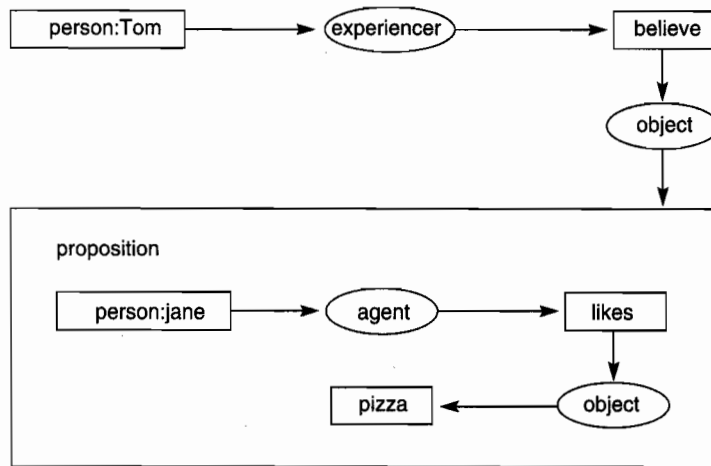 person:Tom
experiencer
believe
object
proposition
person:jane
agent
likes
pizza
object